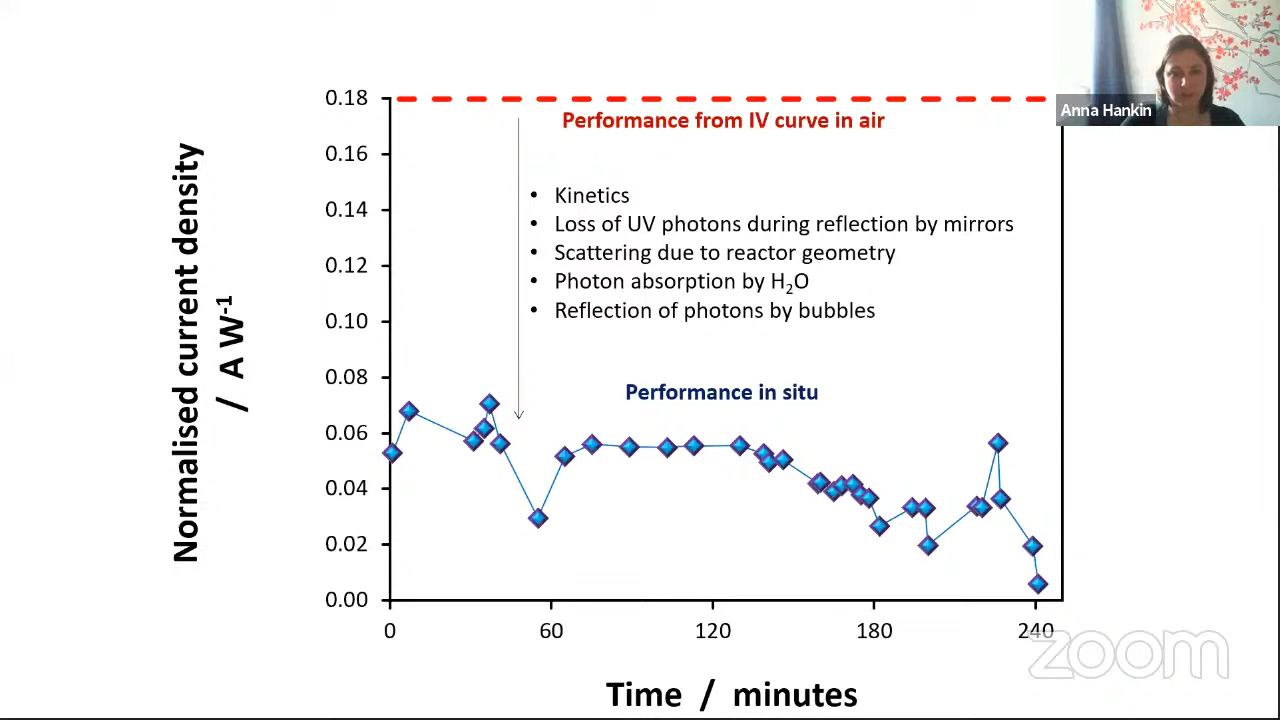 Anna Hankin
0.18
0.16
0.14
0.12
0.10
0.08
0.06
0.04
0.02
0.00
Normalised current density
/ A W⁻¹
Performance from IV curve in air
• Kinetics
• Loss of UV photons during reflection by mirrors
• Scattering due to reactor geometry
• Photon absorption by H₂O
• Reflection of photons by bubbles
Performance in situ
0 60 120 180 240
Time / minutes
zoom